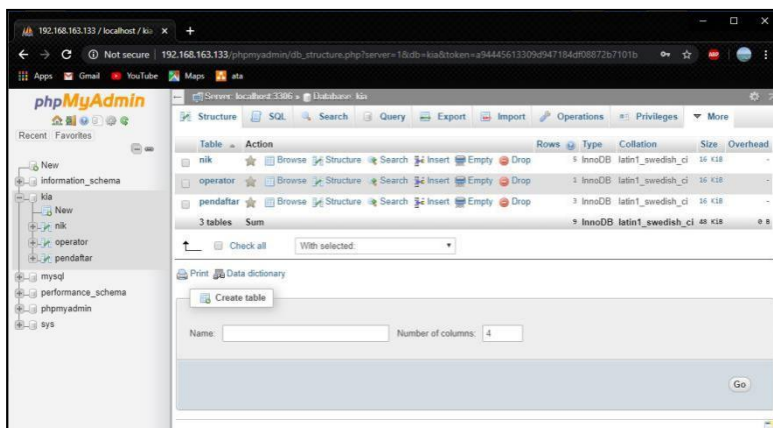 192.168.163.133 / localhost / kia
Not secure | 192.168.163.133/phpmyadmin/db_structure.php?server=1&db=kia&token=a94445613309d947184df08872b7101b
Apps Gmail YouTube Maps ata
phpMyAdmin
Recent Favorites
New
information_schema
kia
New
nik
operator
pendaftar
mysql
performance_schema
phpmyadmin
sys
Server: localhost:3306 » Database: kia
Structure SQL Search Query Export Import Operations Privileges More
Table Action Rows Type Collation Size Overhead
nik Browse Structure Search Insert Empty Drop 5 InnoDB latin1_swedish_ci 16 KiB -
operator Browse Structure Search Insert Empty Drop 1 InnoDB latin1_swedish_ci 16 KiB -
pendaftar Browse Structure Search Insert Empty Drop 3 InnoDB latin1_swedish_ci 16 KiB -
3 tables Sum 9 InnoDB latin1_swedish_ci 48 KiB 0 B
Check all With selected:
Print Data dictionary
Create table
Name: Number of columns: 4
Go